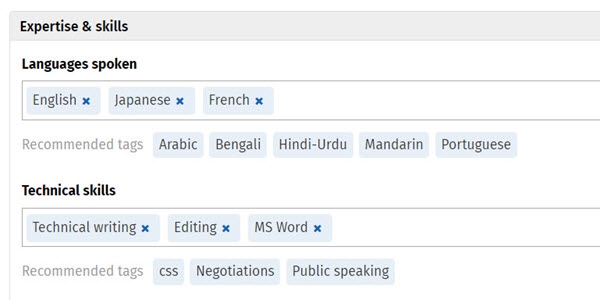 Expertise & skills
Languages spoken
English × Japanese × French ×
Recommended tags Arabic Bengali Hindi-Urdu Mandarin Portuguese
Technical skills
Technical writing × Editing × MS Word ×
Recommended tags css Negotiations Public speaking